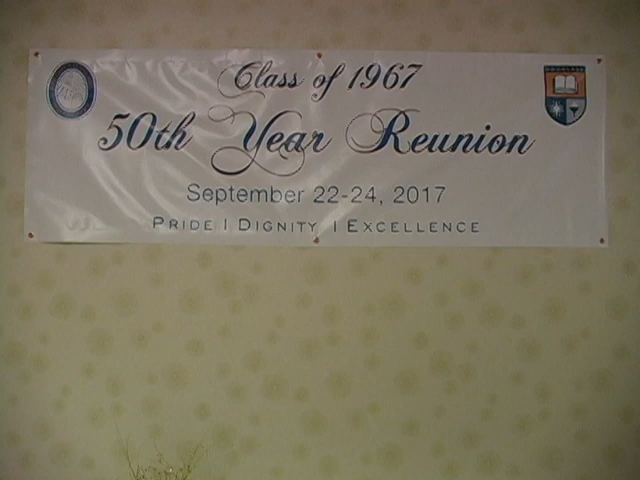 Class of 1967
50th Year Reunion
September 22-24, 2017
PRIDE | DIGNITY | EXCELLENCE